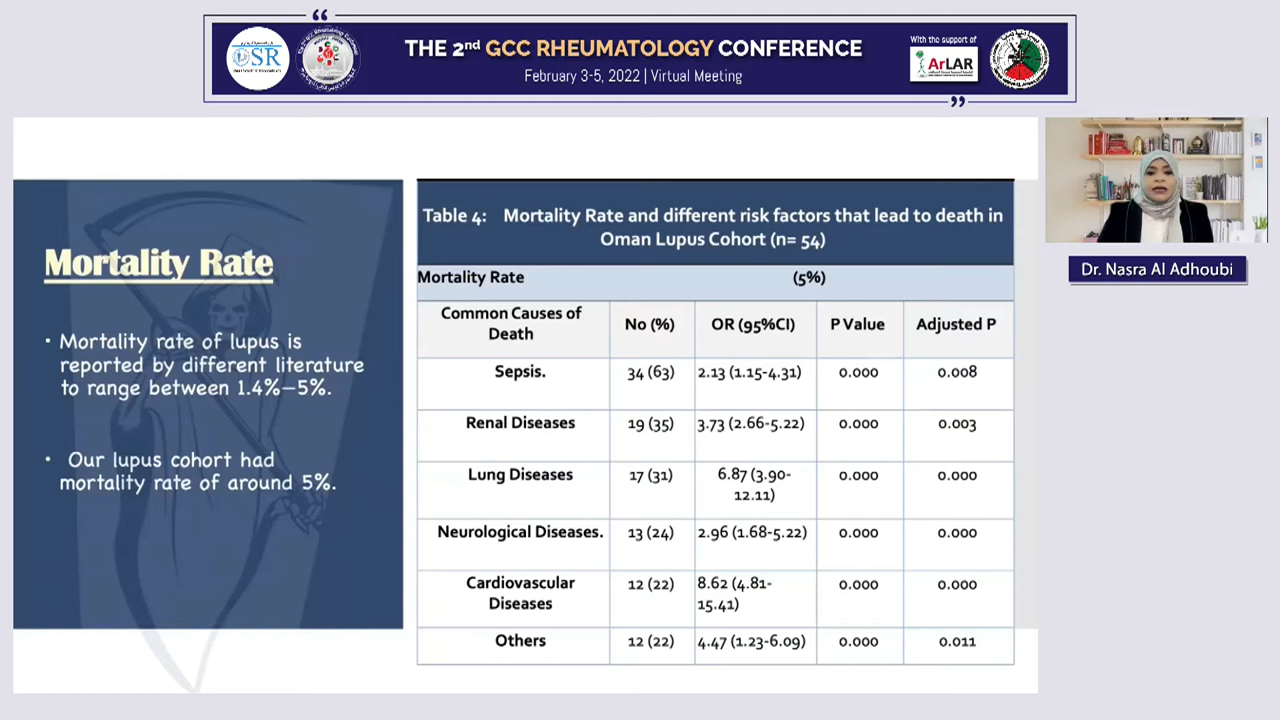 “
OSR
THE 2nd GCC RHEUMATOLOGY CONFERENCE
February 3-5, 2022 | Virtual Meeting
With the support of
ArLAR
”
Mortality Rate
• Mortality rate of lupus is
reported by different literature
to range between 1.4%–5%.
• Our lupus cohort had
mortality rate of around 5%.
Table 4: Mortality Rate and different risk factors that lead to death in
Oman Lupus Cohort (n= 54)
Mortality Rate (5%)
Common Causes of
Death
No (%) OR (95%CI) P Value Adjusted P
Sepsis. 34 (63) 2.13 (1.15-4.31) 0.000 0.008
Renal Diseases 19 (35) 3.73 (2.66-5.22) 0.000 0.003
Lung Diseases 17 (31) 6.87 (3.90-
12.11) 0.000 0.000
Neurological Diseases. 13 (24) 2.96 (1.68-5.22) 0.000 0.000
Cardiovascular
Diseases
12 (22) 8.62 (4.81-
15.41) 0.000 0.000
Others 12 (22) 4.47 (1.23-6.09) 0.000 0.011
Dr. Nasra Al Adhoubi